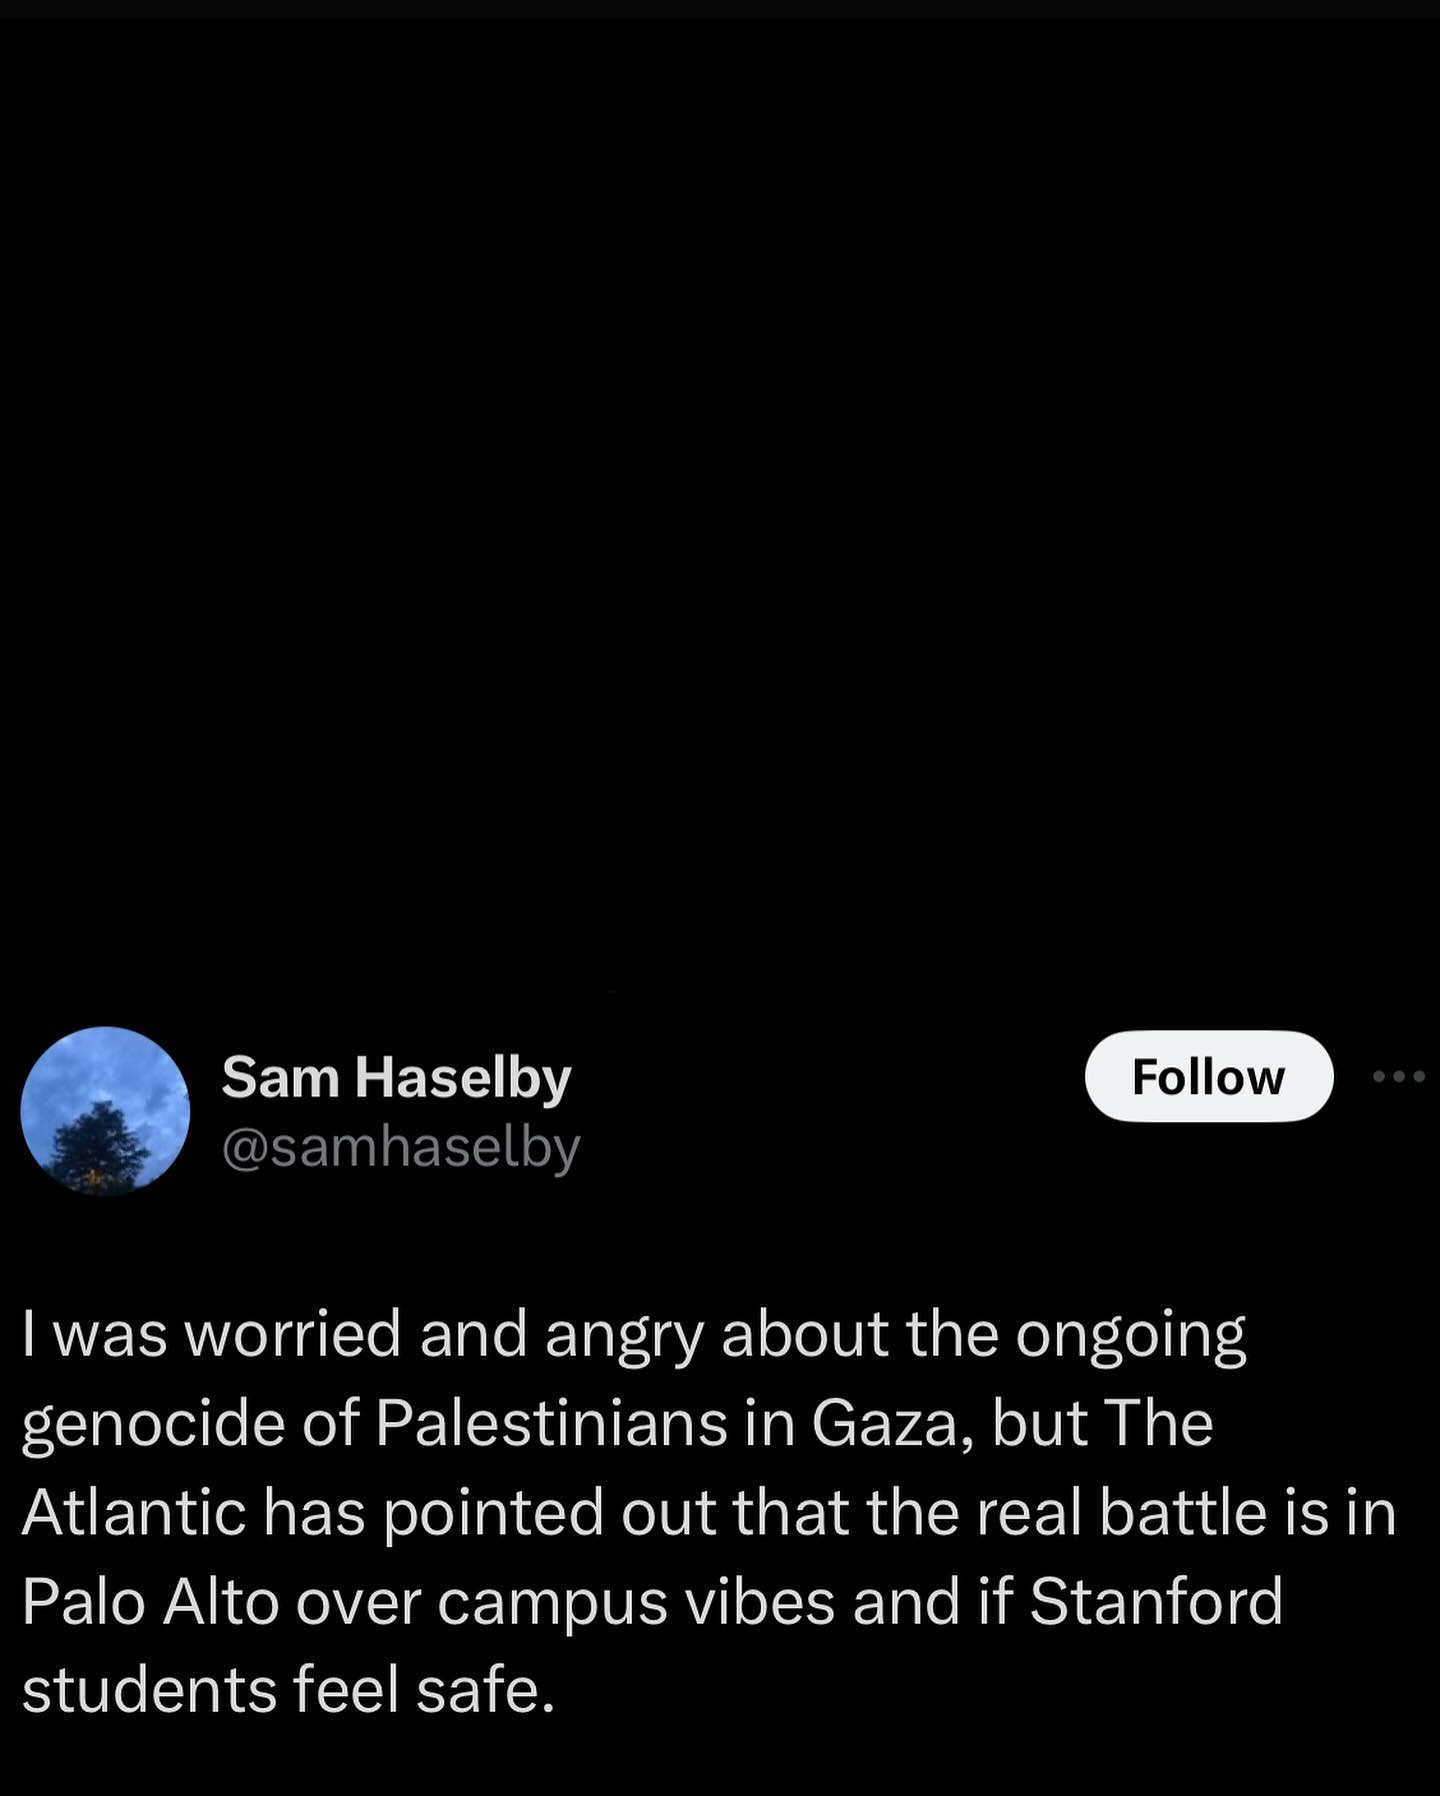 Sam Haselby
Follow
@samhaselby
I was worried and angry about the ongoing
genocide of Palestinians in Gaza, but The
Atlantic has pointed out that the real battle is in
Palo Alto over campus vibes and if Stanford
students feel safe.